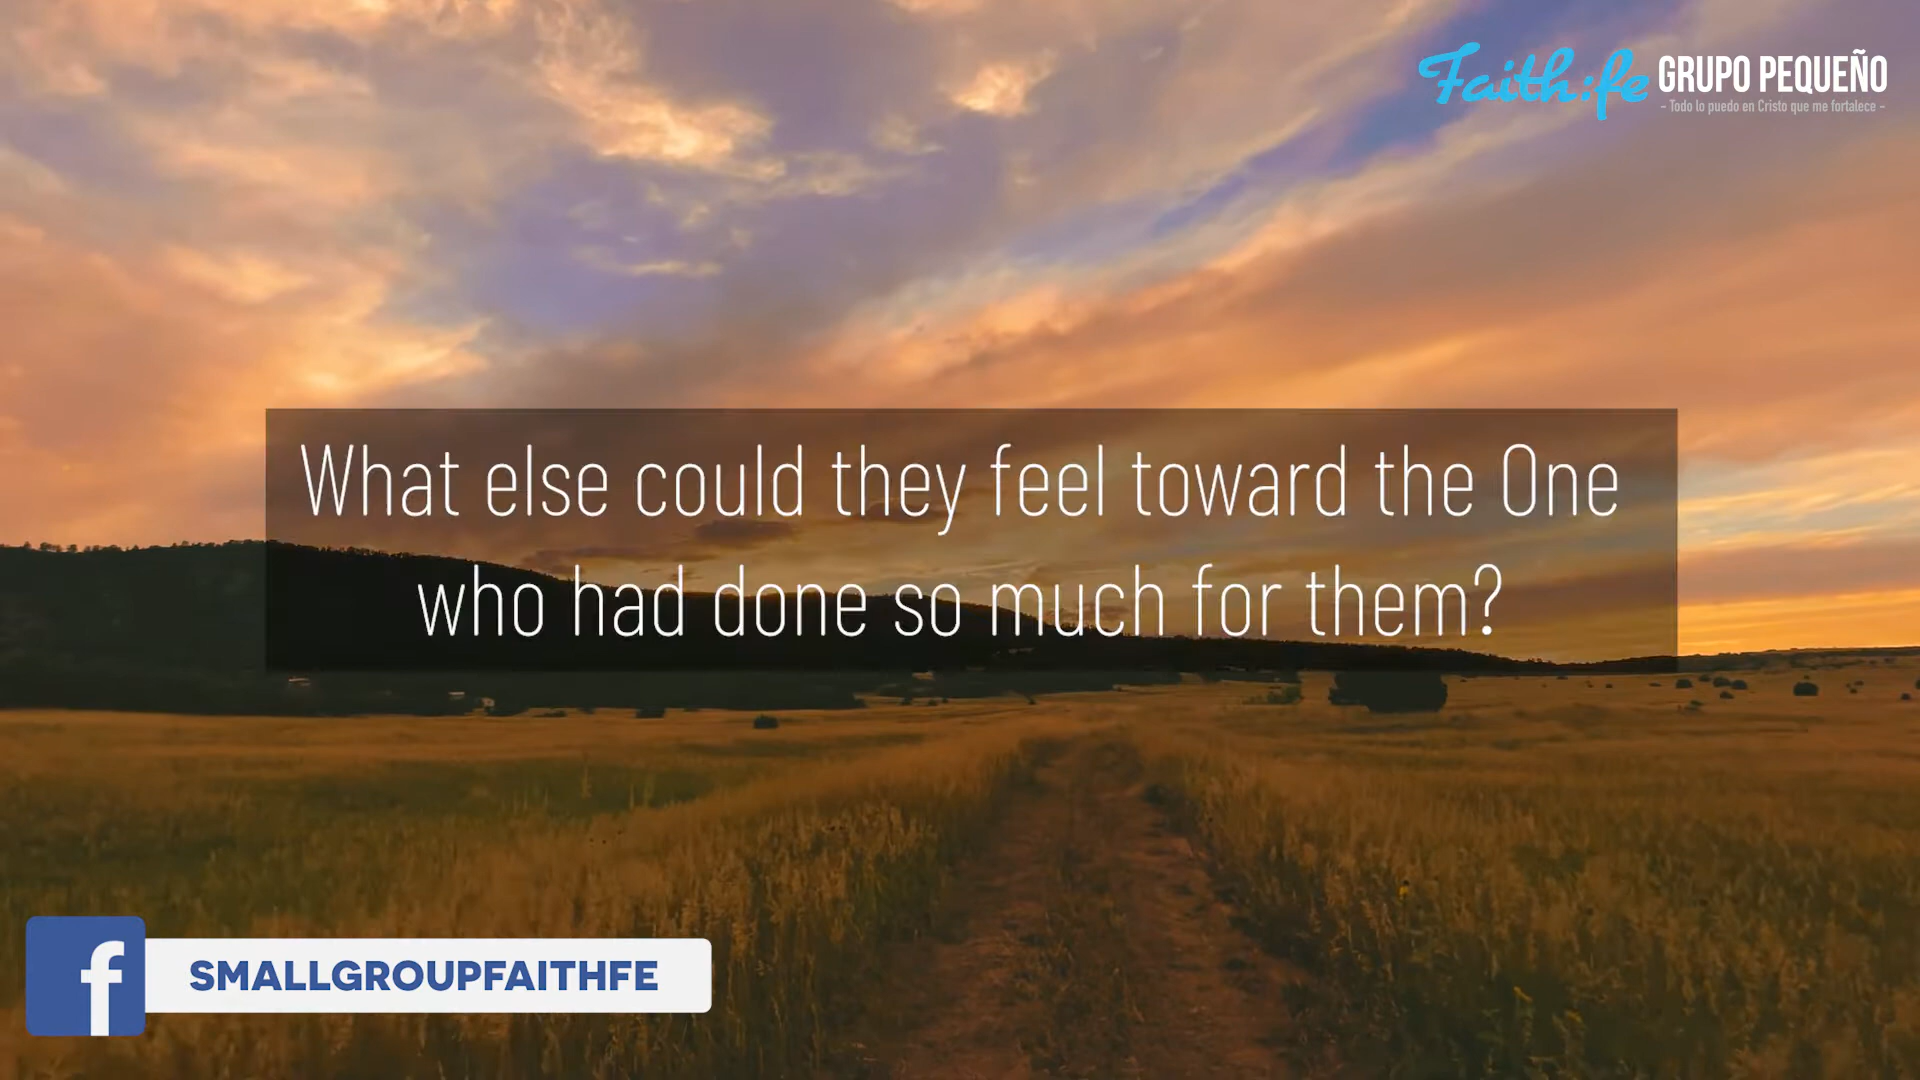 Faith:fe GRUPO PEQUEÑO
- Todo lo puedo en Cristo que me fortalece -
What else could they feel toward the One
who had done so much for them?
f SMALLGROUPFAITHFE